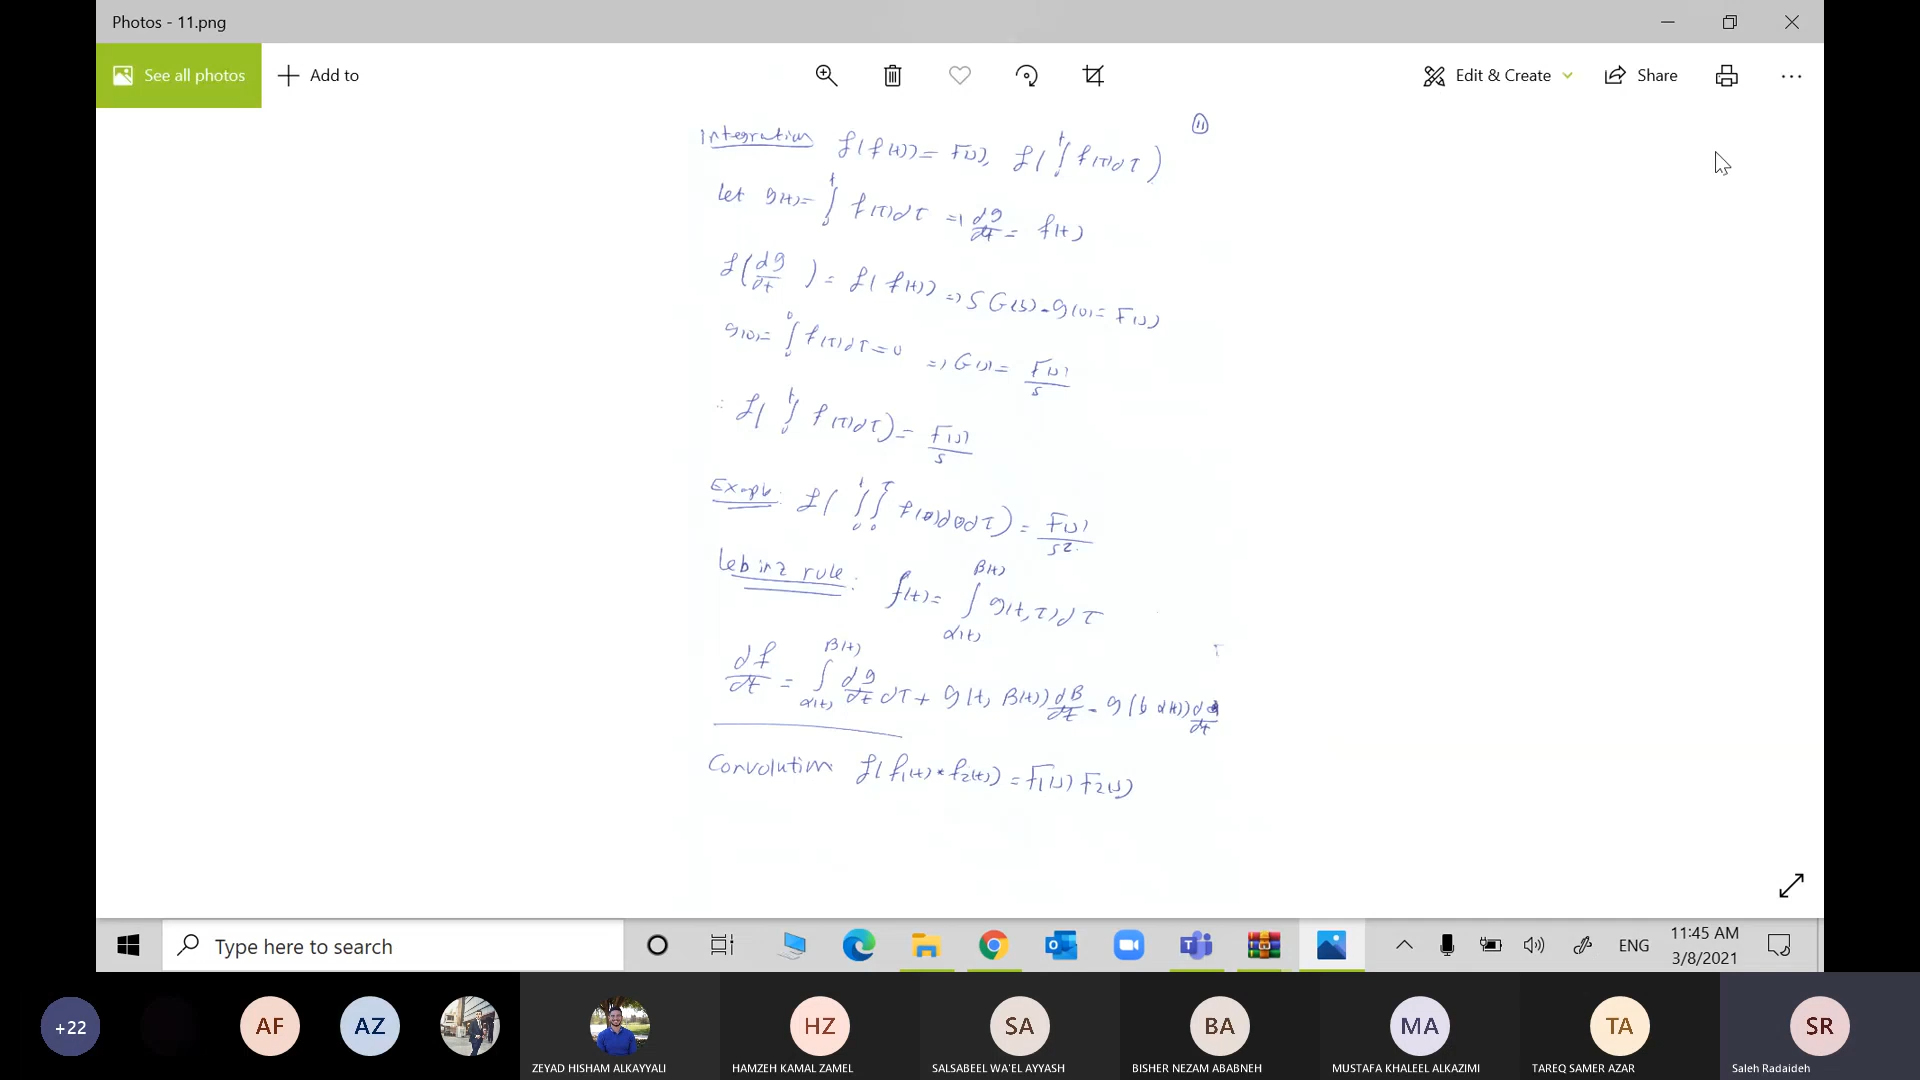 Photos - 11.png
See all photos
Add to
Edit & Create
Share
11
Integration ℒ(f(t)) = F(s), ℒ(∫₀ᵗ f(τ)dτ)
Let g(t) = ∫₀ᵗ f(τ)dτ => dg/dt = f(t)
ℒ(dg/dt) = ℒ(f(t)) => SG(s) - g(0) = F(s)
g(0) = ∫₀⁰ f(τ)dτ = 0 => G(s) = F(s)/s
∴ ℒ(∫₀ᵗ f(τ)dτ) = F(s)/s
Example: ℒ(∫₀ᵗ∫₀^τ f(θ)dθdτ) = F(s)/s²
Lebinz rule: f(t) = ∫_α(t)^β(t) g(t,τ)dτ
df/dt = ∫_α(t)^β(t) dg/dt dτ + g(t, β(t)) dβ/dt - g(t, α(t)) dα/dt
Convolution ℒ(f₁(t) * f₂(t)) = F₁(s) F₂(s)
Type here to search
ENG
11:45 AM
3/8/2021
+22
AF
AZ
ZEYAD HISHAM ALKAYYALI
HZ
HAMZEH KAMAL ZAMEL
SA
SALSABEEL WA'EL AYYASH
BA
BISHER NEZAM ABABNEH
MA
MUSTAFA KHALEEL ALKAZIMI
TA
TAREQ SAMER AZAR
SR
Saleh Radaideh